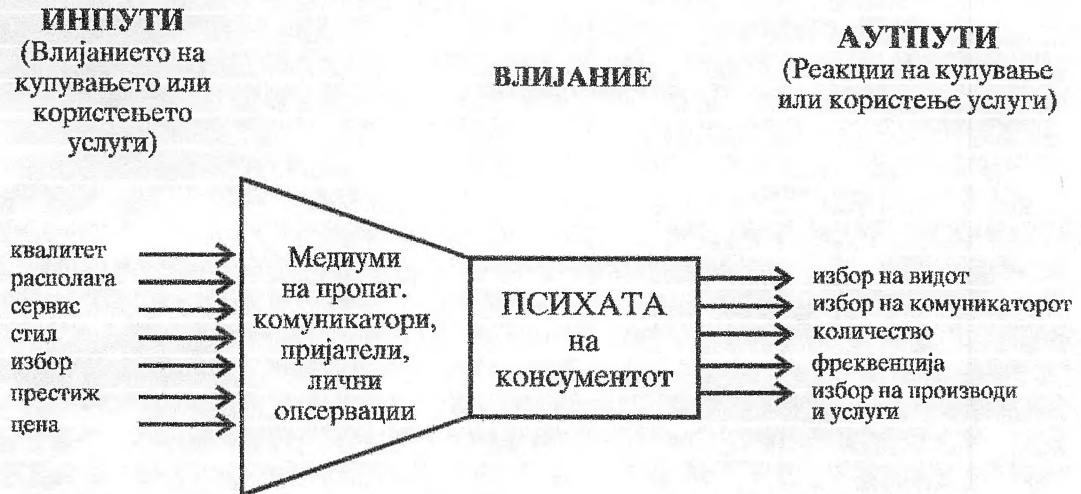 ИНПУТИ
(Влијанието на
купувањето или
користењето
услуги)
ВЛИЈАНИЕ
АУТПУТИ
(Реакции на купување
или користење услуги)
квалитет
располага
сервис
стил
избор
престиж
цена
Медиуми
на пропаг.
комуникатори,
пријатели,
лични
опсервации
ПСИХАТА
на
консументот
избор на видот
избор на комуникаторот
количество
фреквенција
избор на производи
и услуги